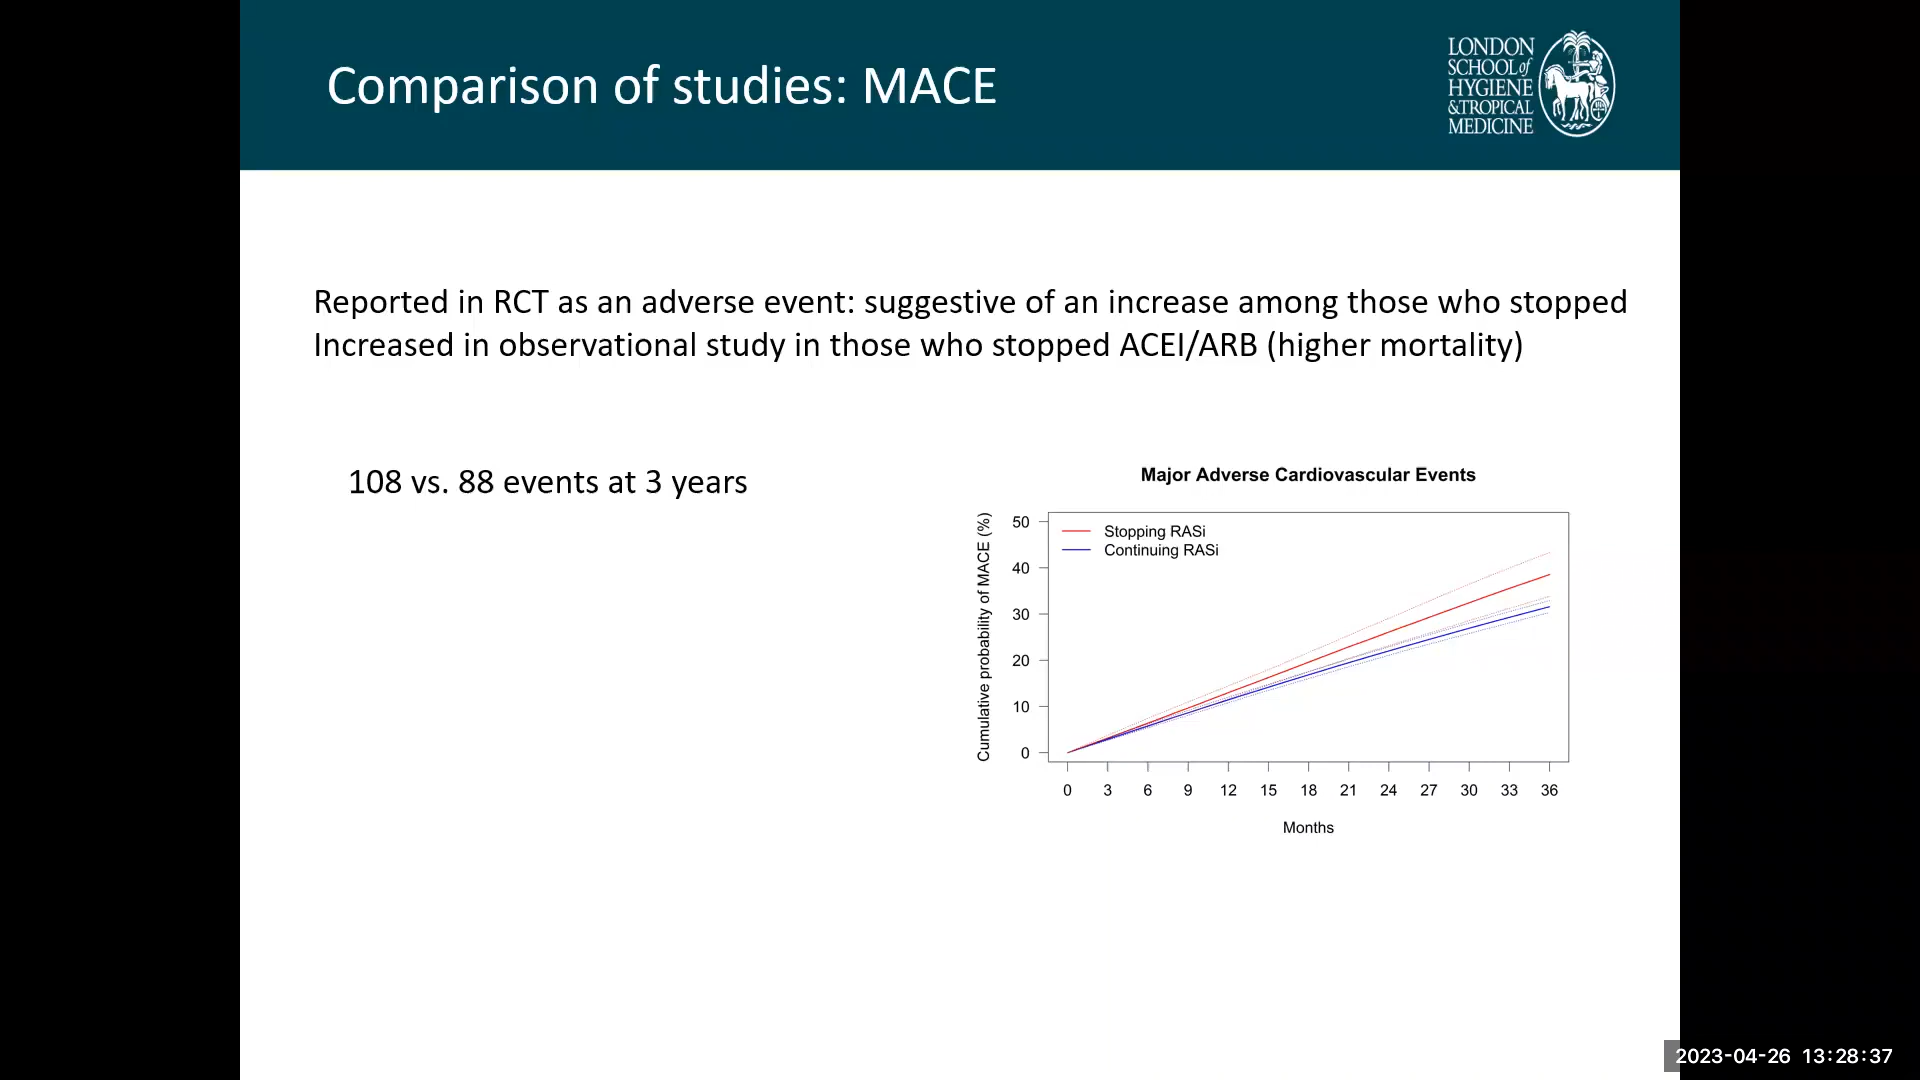 Comparison of studies: MACE
LONDON
SCHOOL of
HYGIENE
& TROPICAL
MEDICINE
Reported in RCT as an adverse event: suggestive of an increase among those who stopped
Increased in observational study in those who stopped ACEI/ARB (higher mortality)
108 vs. 88 events at 3 years
Major Adverse Cardiovascular Events
Cumulative probability of MACE (%)
50
40
30
20
10
0
Stopping RASi
Continuing RASi
0 3 6 9 12 15 18 21 24 27 30 33 36
Months
2023-04-26 13:28:37